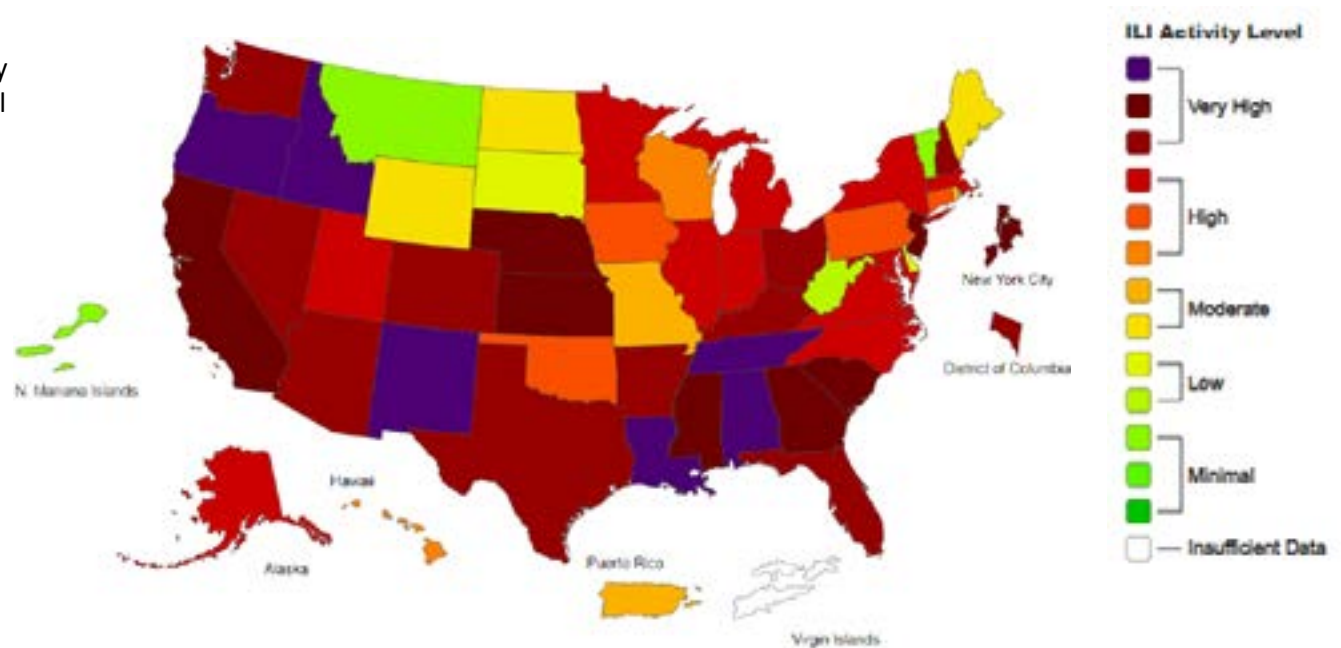 y
l
ILI Activity Level
Very High
High
Moderate
Low
Minimal
Insufficient Data
New York City
District of Columbia
N. Mariana Islands
Hawaii
Alaska
Puerto Rico
Virgin Islands